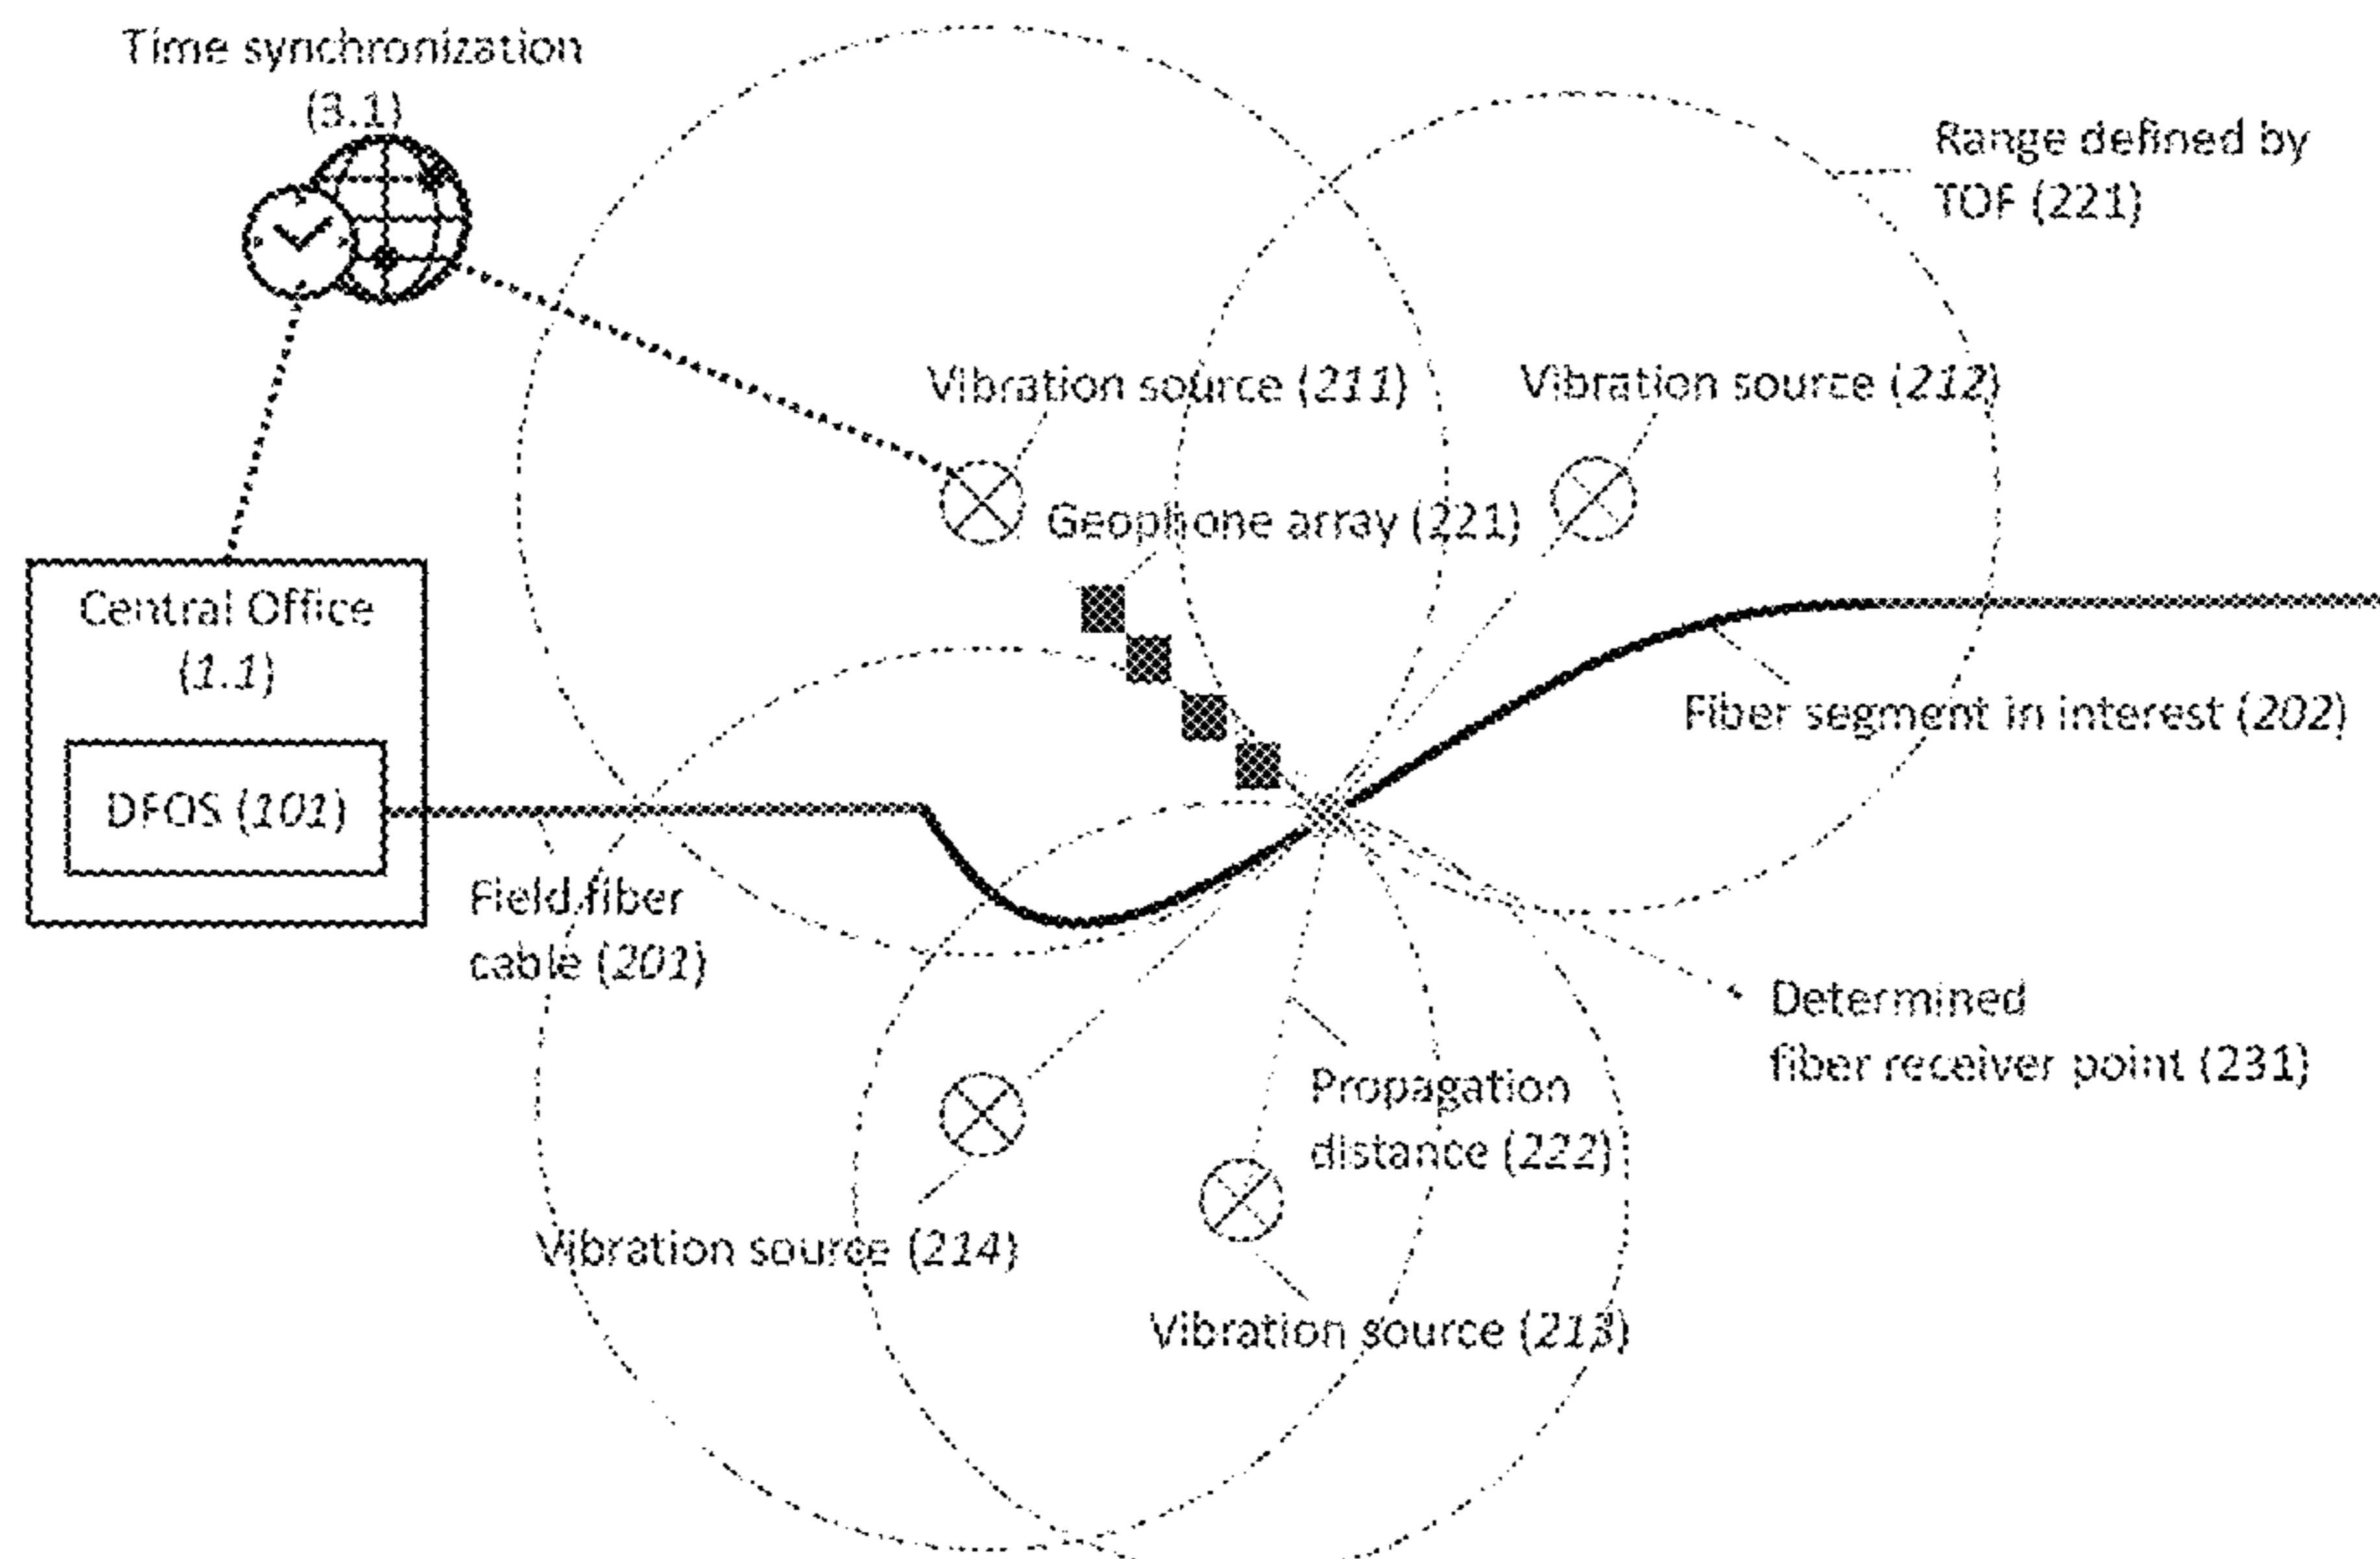 Time synchronization
(3.1)
Range defined by
TOF (221)
Vibration source (211)
Vibration source (212)
Geophone array (221)
Central Office
(1.1)
Fiber segment in interest (202)
DFOS (101)
Field fiber
cable (201)
Determined
fiber receiver point (231)
Propagation
distance (222)
Vibration source (214)
Vibration source (213)